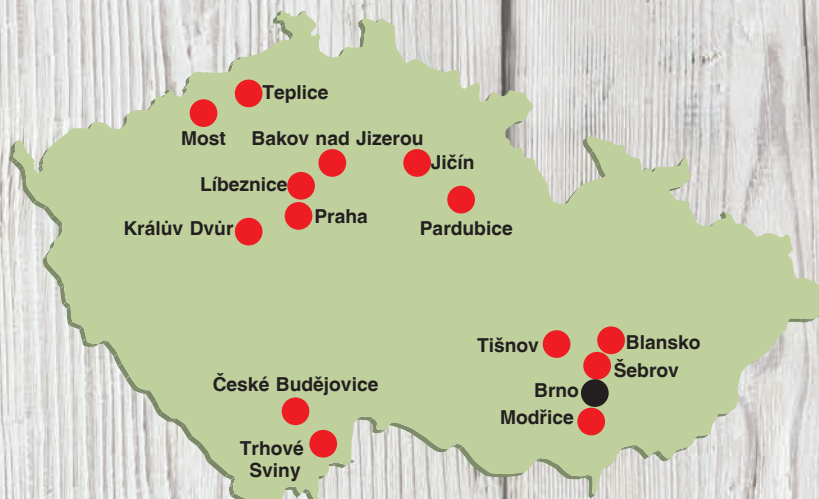 Teplice
Most
Bakov nad Jizerou
Jičín
Líbeznice
Praha
Králův Dvůr
Pardubice
Tišnov
Blansko
Šebrov
České Budějovice
Brno
Modřice
Trhové
Sviny